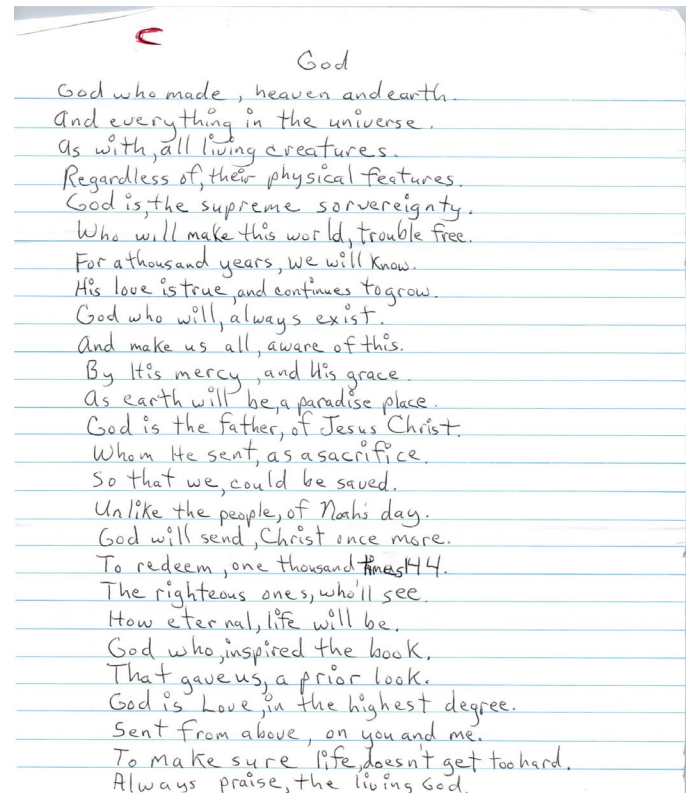 C
God
God who made, heaven and earth.
And everything in the universe.
As with, all living creatures.
Regardless of, their physical features.
God is, the supreme sorvereignty.
Who will make this world, trouble free.
For a thousand years, we will know.
His love is true, and continues to grow.
God who will, always exist.
And make us all, aware of this.
By His mercy, and His grace.
As earth will be, a paradise place.
God is the father, of Jesus Christ.
Whom He sent, as a sacrifice.
So that we, could be saved.
Unlike the people, of Noah's day.
God will send, Christ once more.
To redeem, one thousand times 144.
The righteous ones, who'll see.
How eternal, life will be.
God who, inspired the book.
That gave us, a prior look.
God is Love, in the highest degree.
Sent from above, on you and me.
To make sure life, doesn't get too hard.
Always praise, the living God.